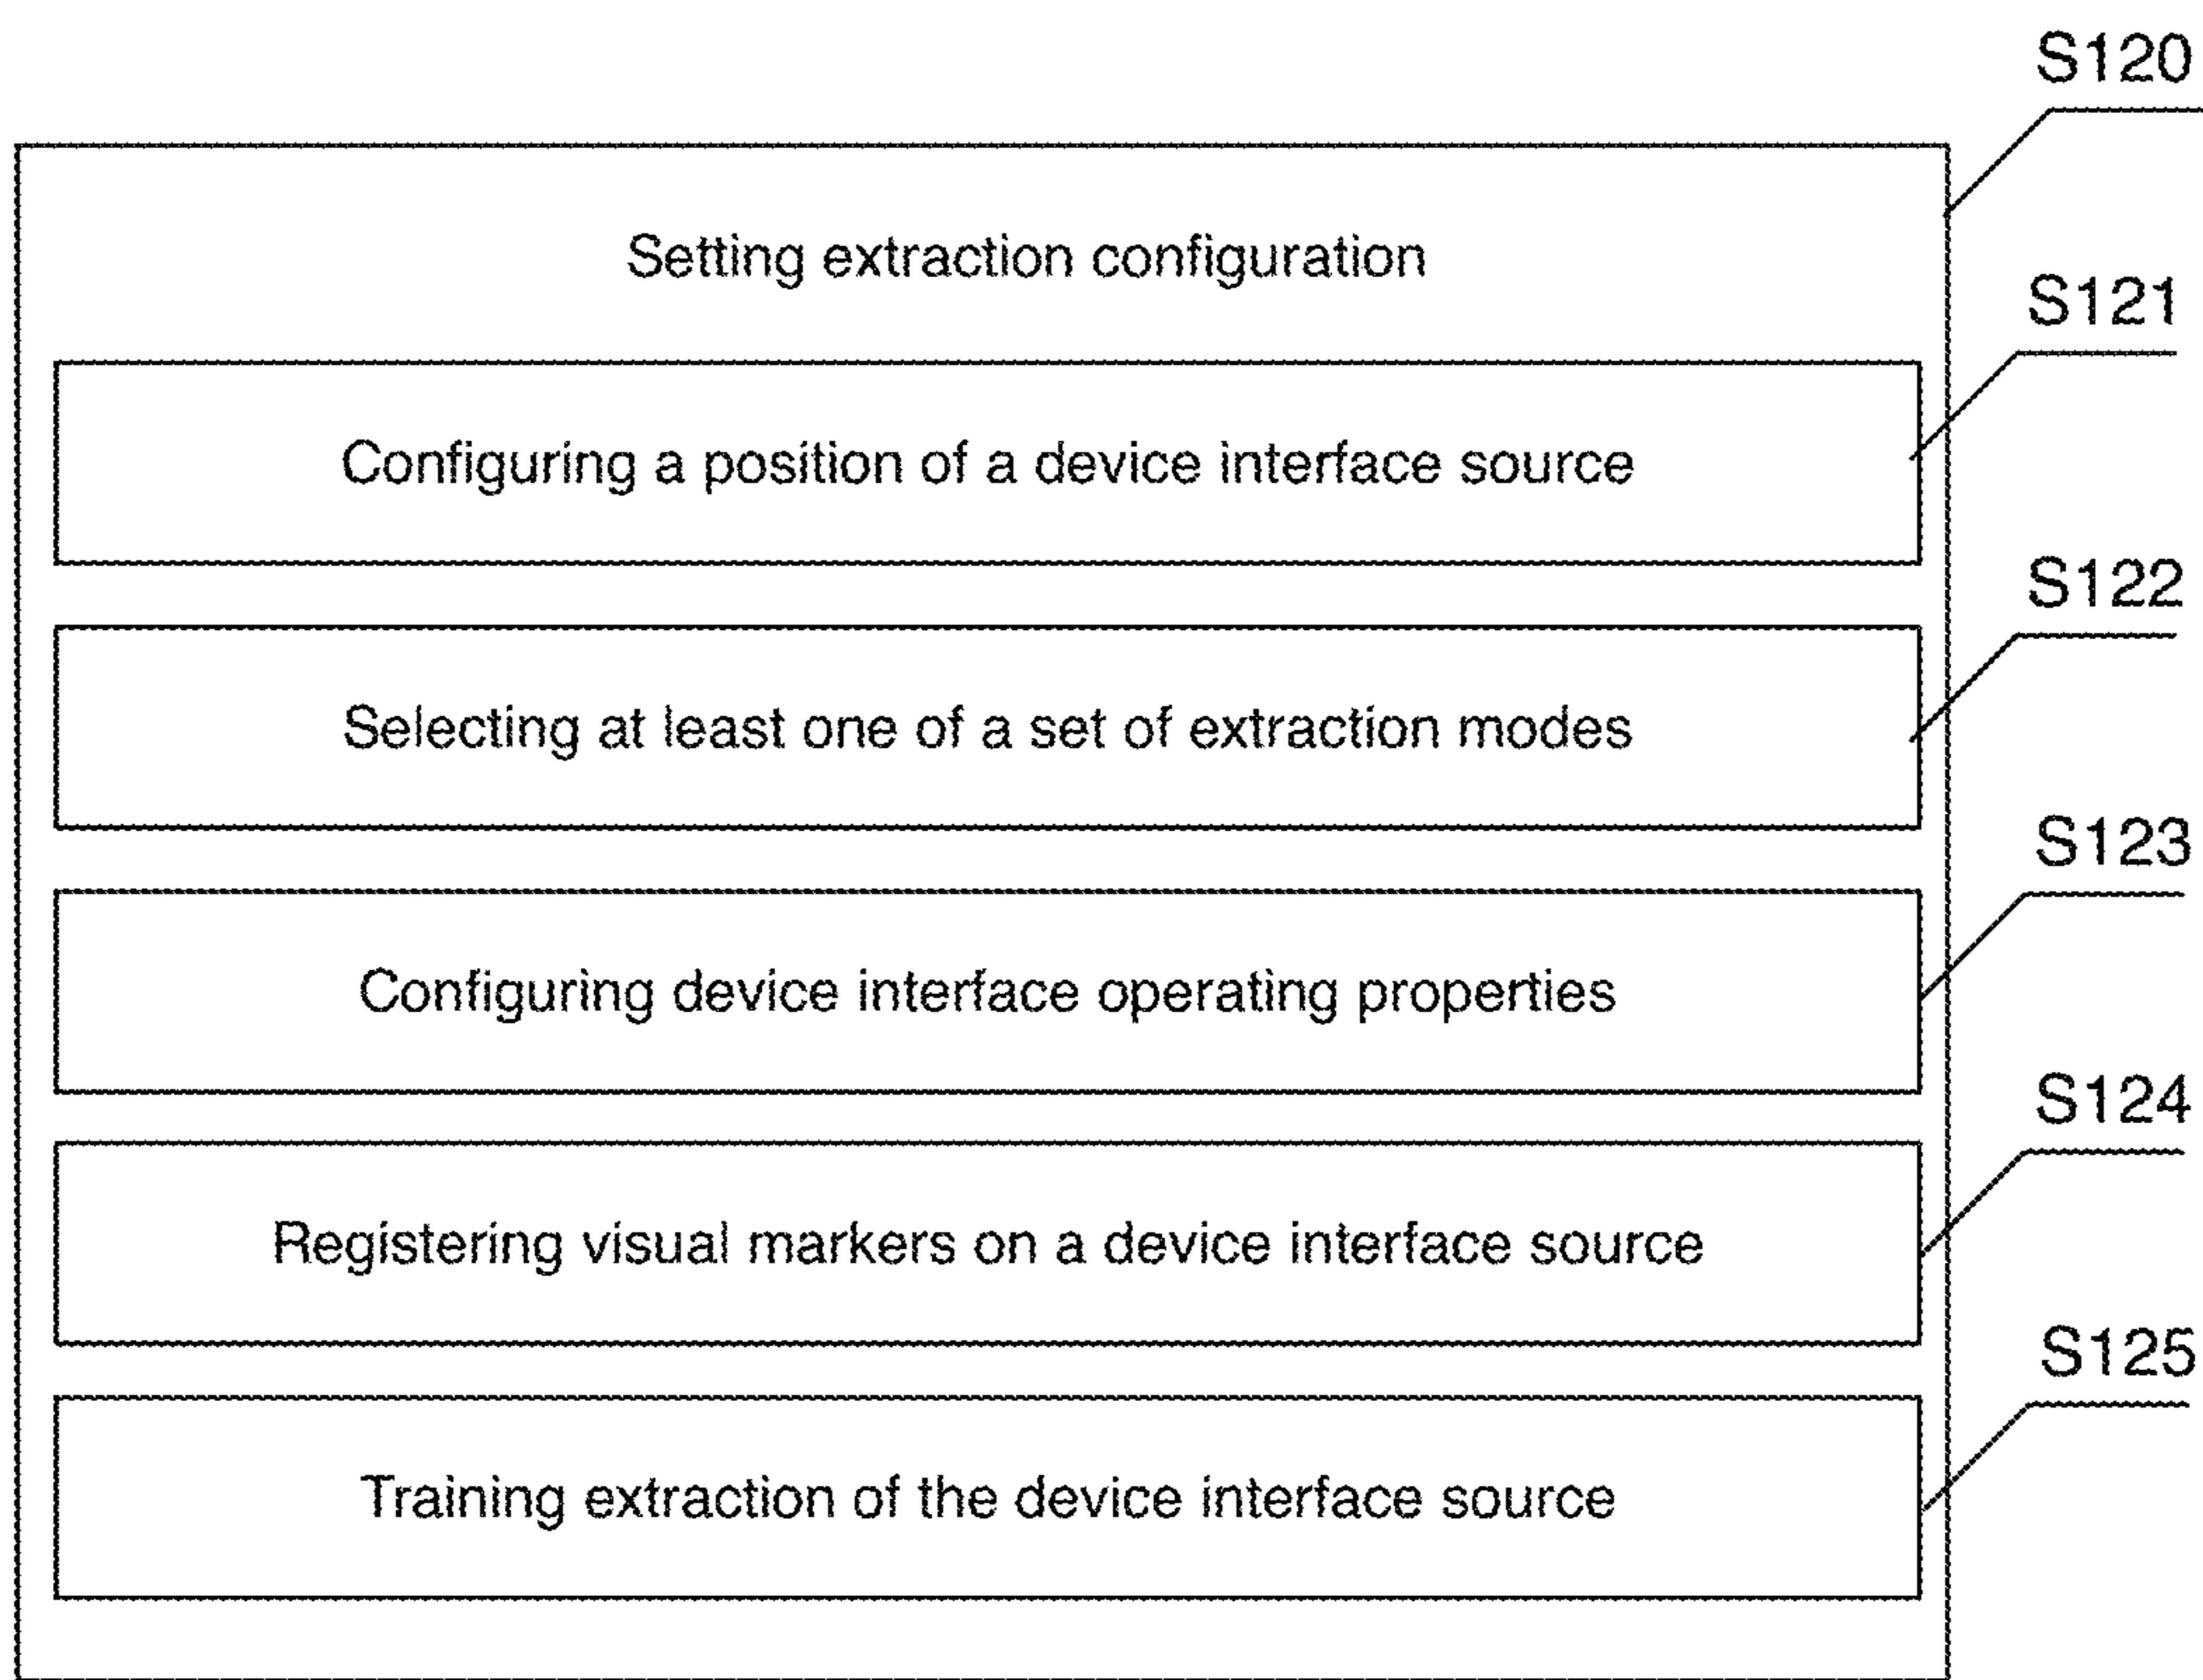 S120
Setting extraction configuration
S121
Configuring a position of a device interface source
S122
Selecting at least one of a set of extraction modes
S123
Configuring device interface operating properties
S124
Registering visual markers on a device interface source
S125
Training extraction of the device interface source